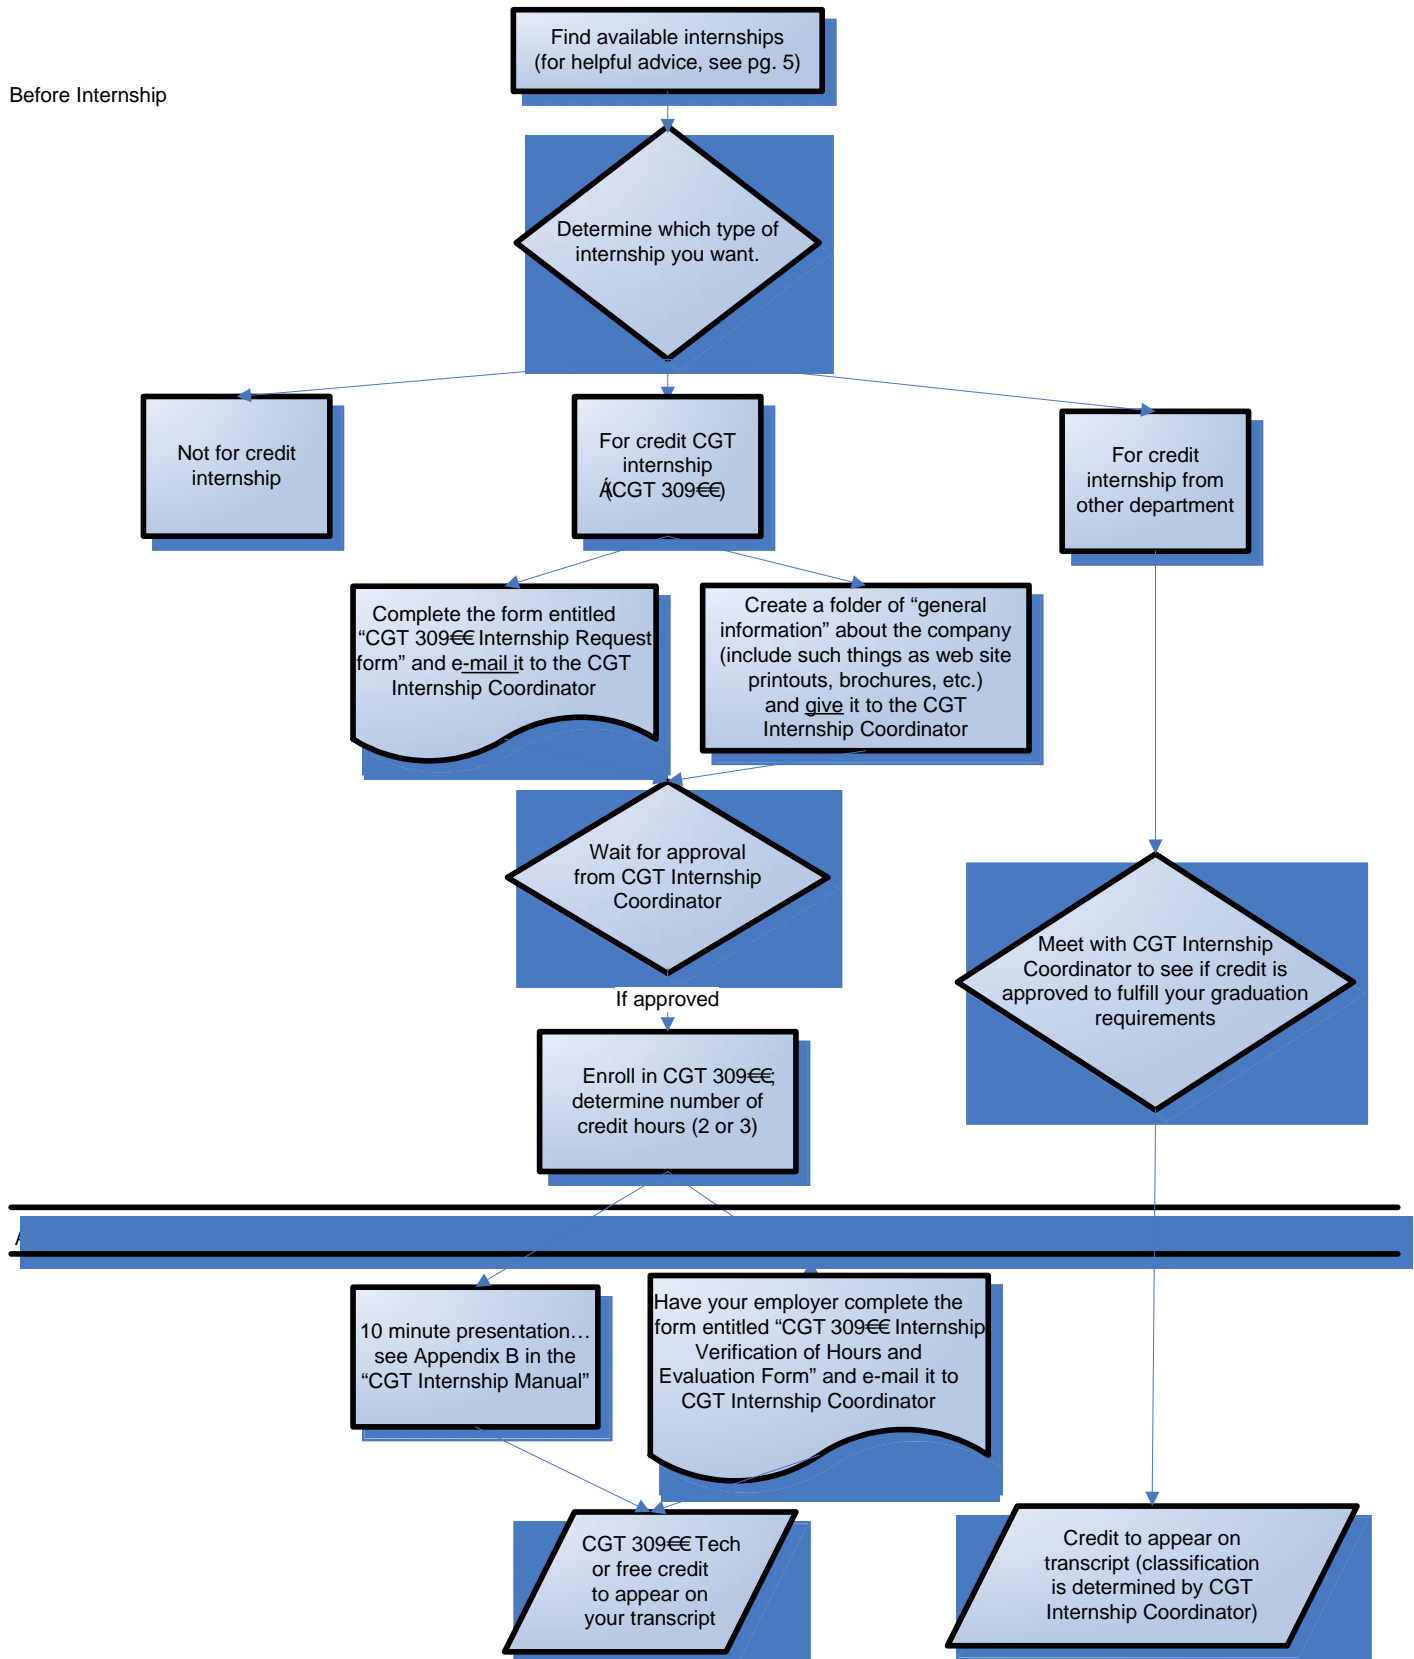 Find available internships
(for helpful advice, see pg. 5)
Before Internship
Determine which type of
internship you want.
Not for credit
internship
For credit CGT
internship
(CGT 309€€)
For credit
internship from
other department
Complete the form entitled
“CGT 309€€ Internship Request
form” and e-mail it to the CGT
Internship Coordinator
Create a folder of “general
information” about the company
(include such things as web site
printouts, brochures, etc.)
and give it to the CGT
Internship Coordinator
Wait for approval
from CGT Internship
Coordinator
If approved
Meet with CGT Internship
Coordinator to see if credit is
approved to fulfill your graduation
requirements
Enroll in CGT 309€€;
determine number of
credit hours (2 or 3)
10 minute presentation…
see Appendix B in the
“CGT Internship Manual”
Have your employer complete the
form entitled “CGT 309€€ Internship
Verification of Hours and
Evaluation Form” and e-mail it to
CGT Internship Coordinator
CGT 309€€ Tech
or free credit
to appear on
your transcript
Credit to appear on
transcript (classification
is determined by CGT
Internship Coordinator)